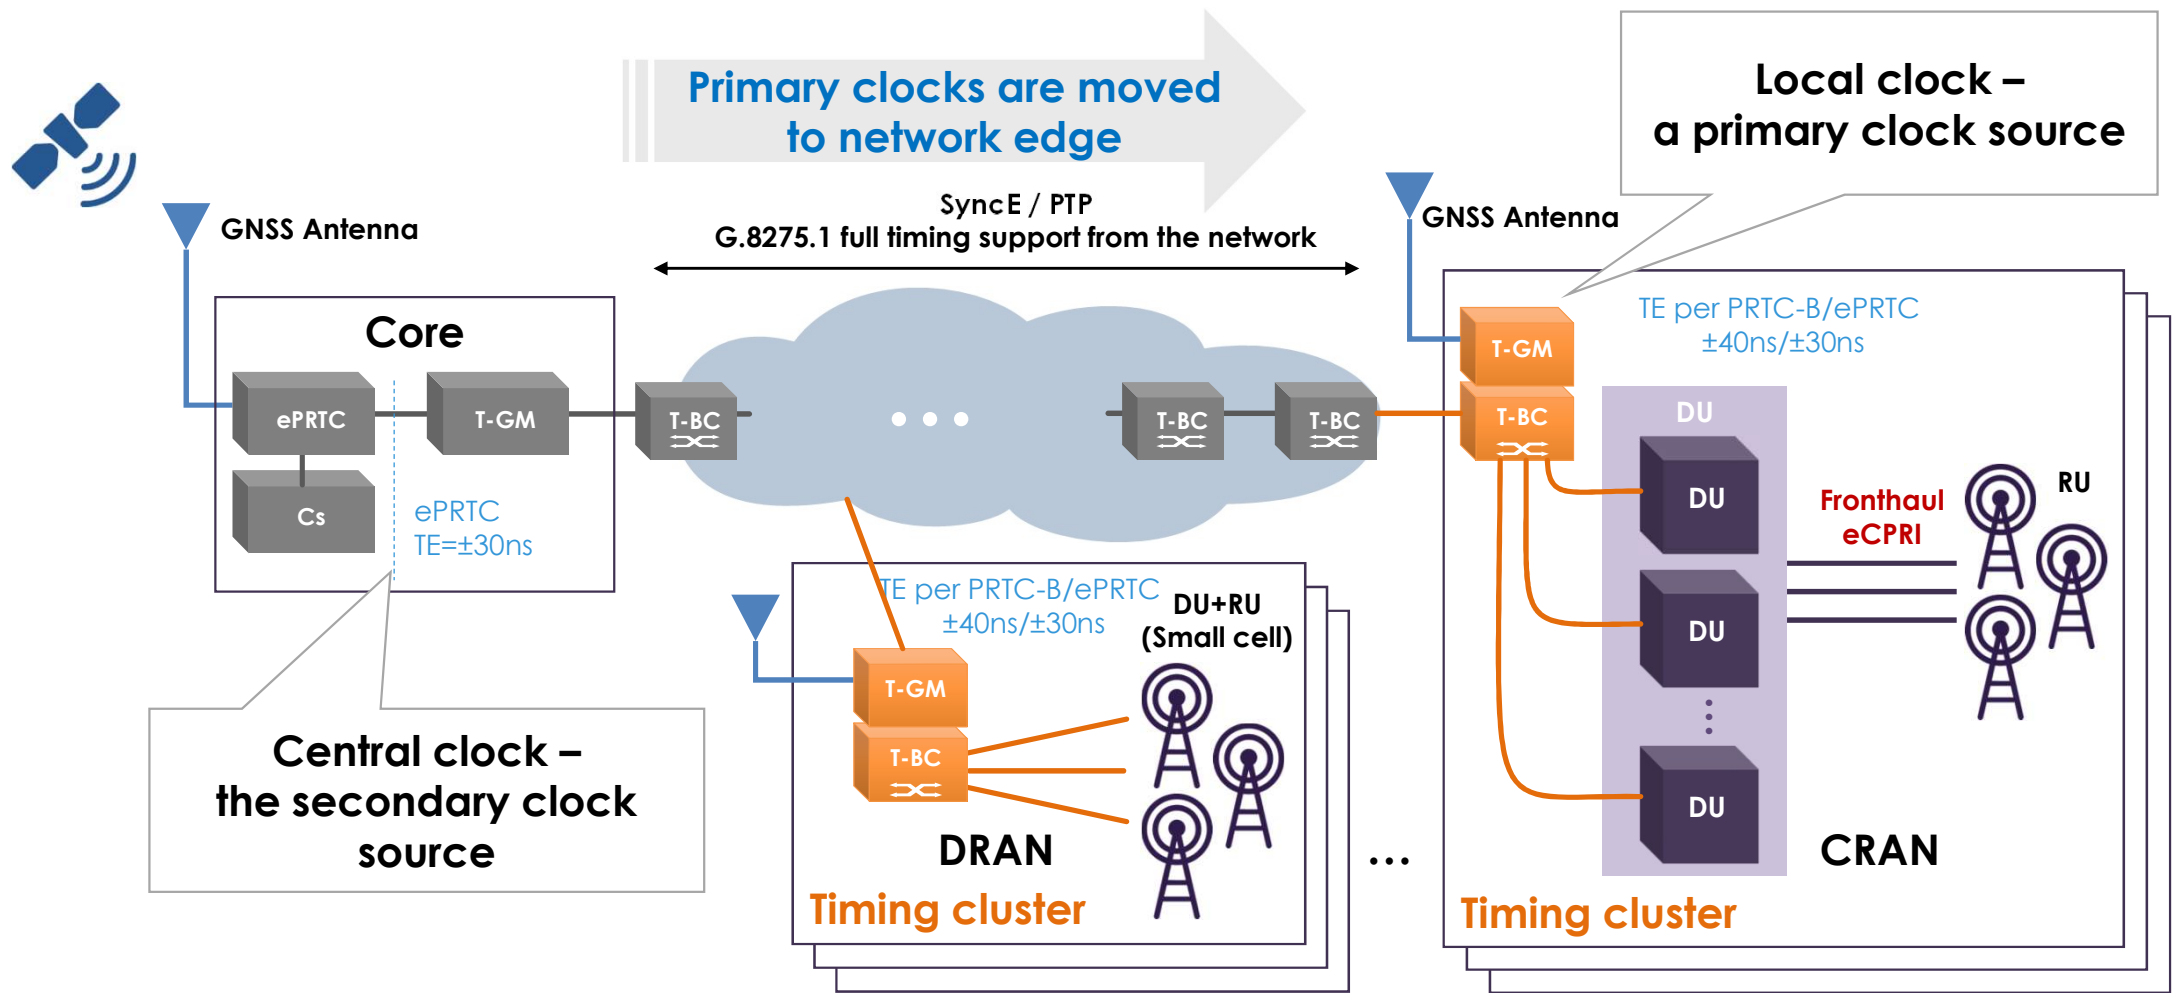 Primary clocks are moved
to network edge
Local clock –
a primary clock source
SyncE / PTP
G.8275.1 full timing support from the network
GNSS Antenna
GNSS Antenna
Core
ePRTC
T-GM
Cs
ePRTC
TE=±30ns
T-BC
T-BC
T-BC
Central clock –
the secondary clock
source
TE per PRTC-B/ePRTC
±40ns/±30ns
DU+RU
(Small cell)
T-GM
T-BC
DRAN
Timing cluster
...
TE per PRTC-B/ePRTC
±40ns/±30ns
T-GM
T-BC
DU
DU
DU
DU
Fronthaul
eCPRI
RU
CRAN
Timing cluster